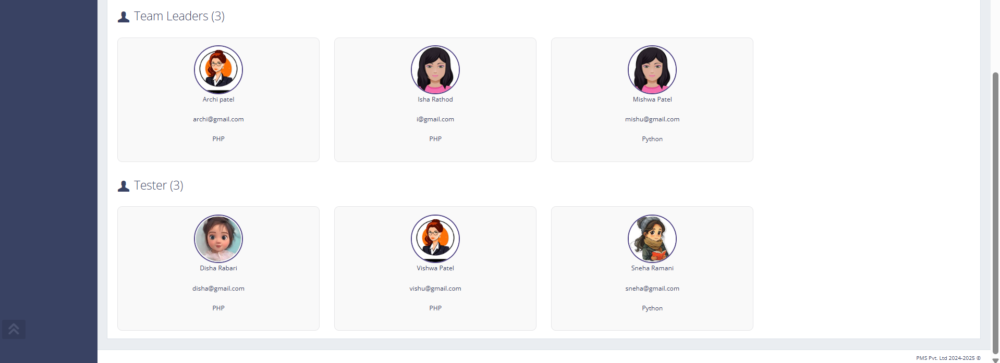 Team Leaders (3)
Archi patel
archi@gmail.com
PHP
Isha Rathod
i@gmail.com
PHP
Mishwa Patel
mishu@gmail.com
Python
Tester (3)
Disha Rabari
disha@gmail.com
PHP
Vishwa Patel
vishu@gmail.com
PHP
Sneha Ramani
sneha@gmail.com
Python
PMS Pvt. Ltd 2024-2025 ©